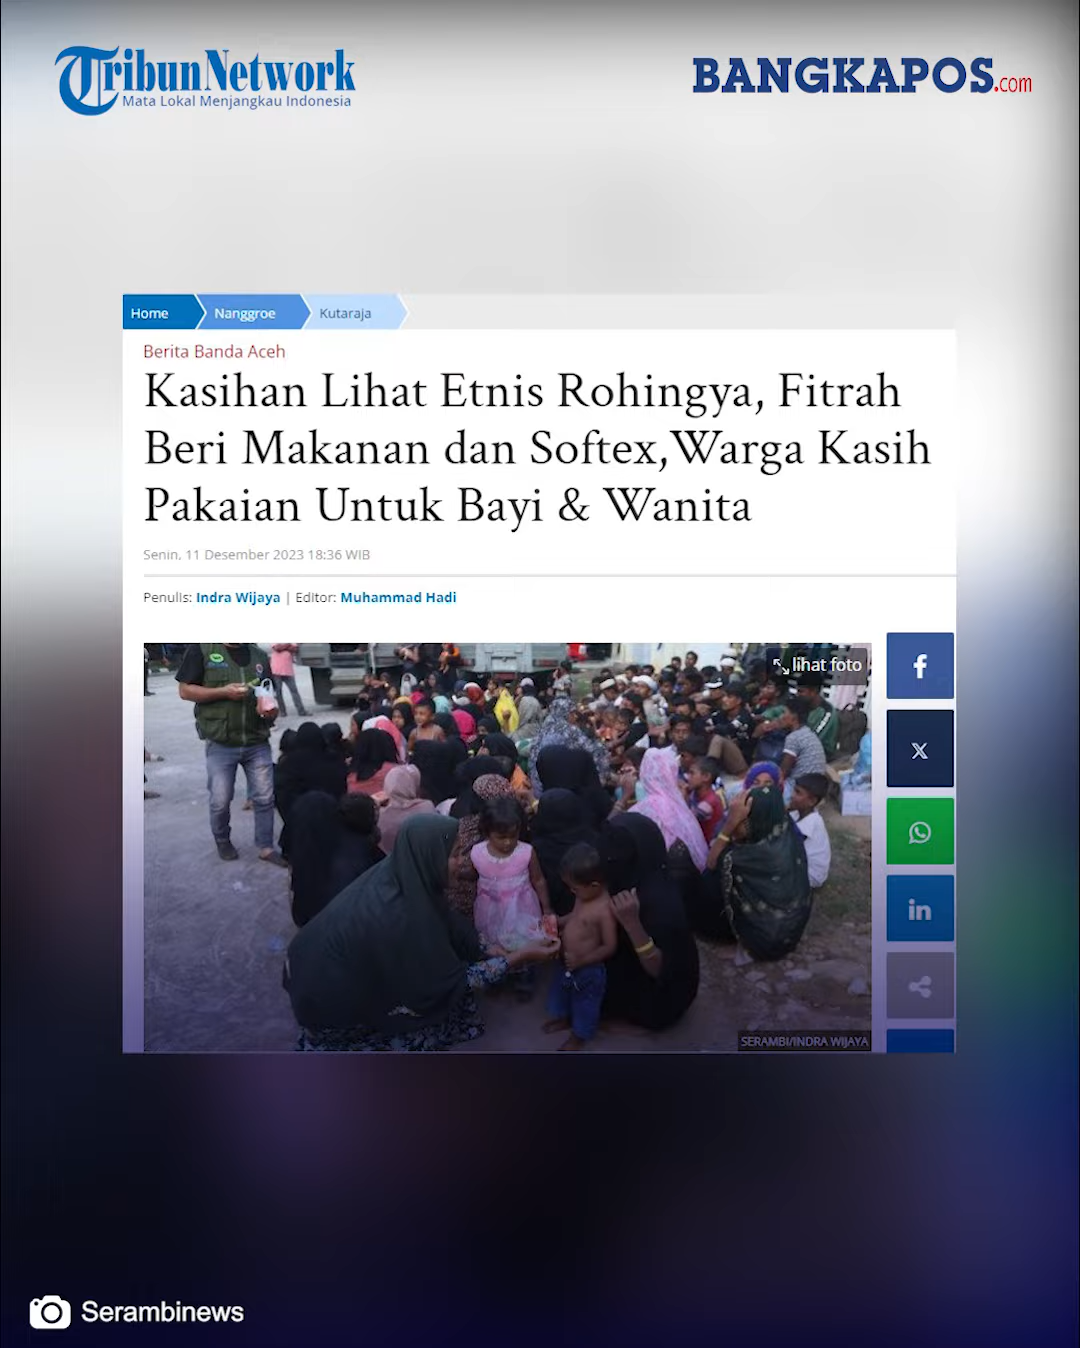 TribunNetwork
Mata Lokal Menjangkau Indonesia
BANGKAPOS.com
Home
Nanggroe
Kutaraja
Berita Banda Aceh
Kasihan Lihat Etnis Rohingya, Fitrah
Beri Makanan dan Softex,Warga Kasih
Pakaian Untuk Bayi & Wanita
Senin, 11 Desember 2023 18:36 WIB
Penulis: Indra Wijaya | Editor: Muhammad Hadi
lihat foto
SERAMBI/INDRA WIJAYA
Serambinews